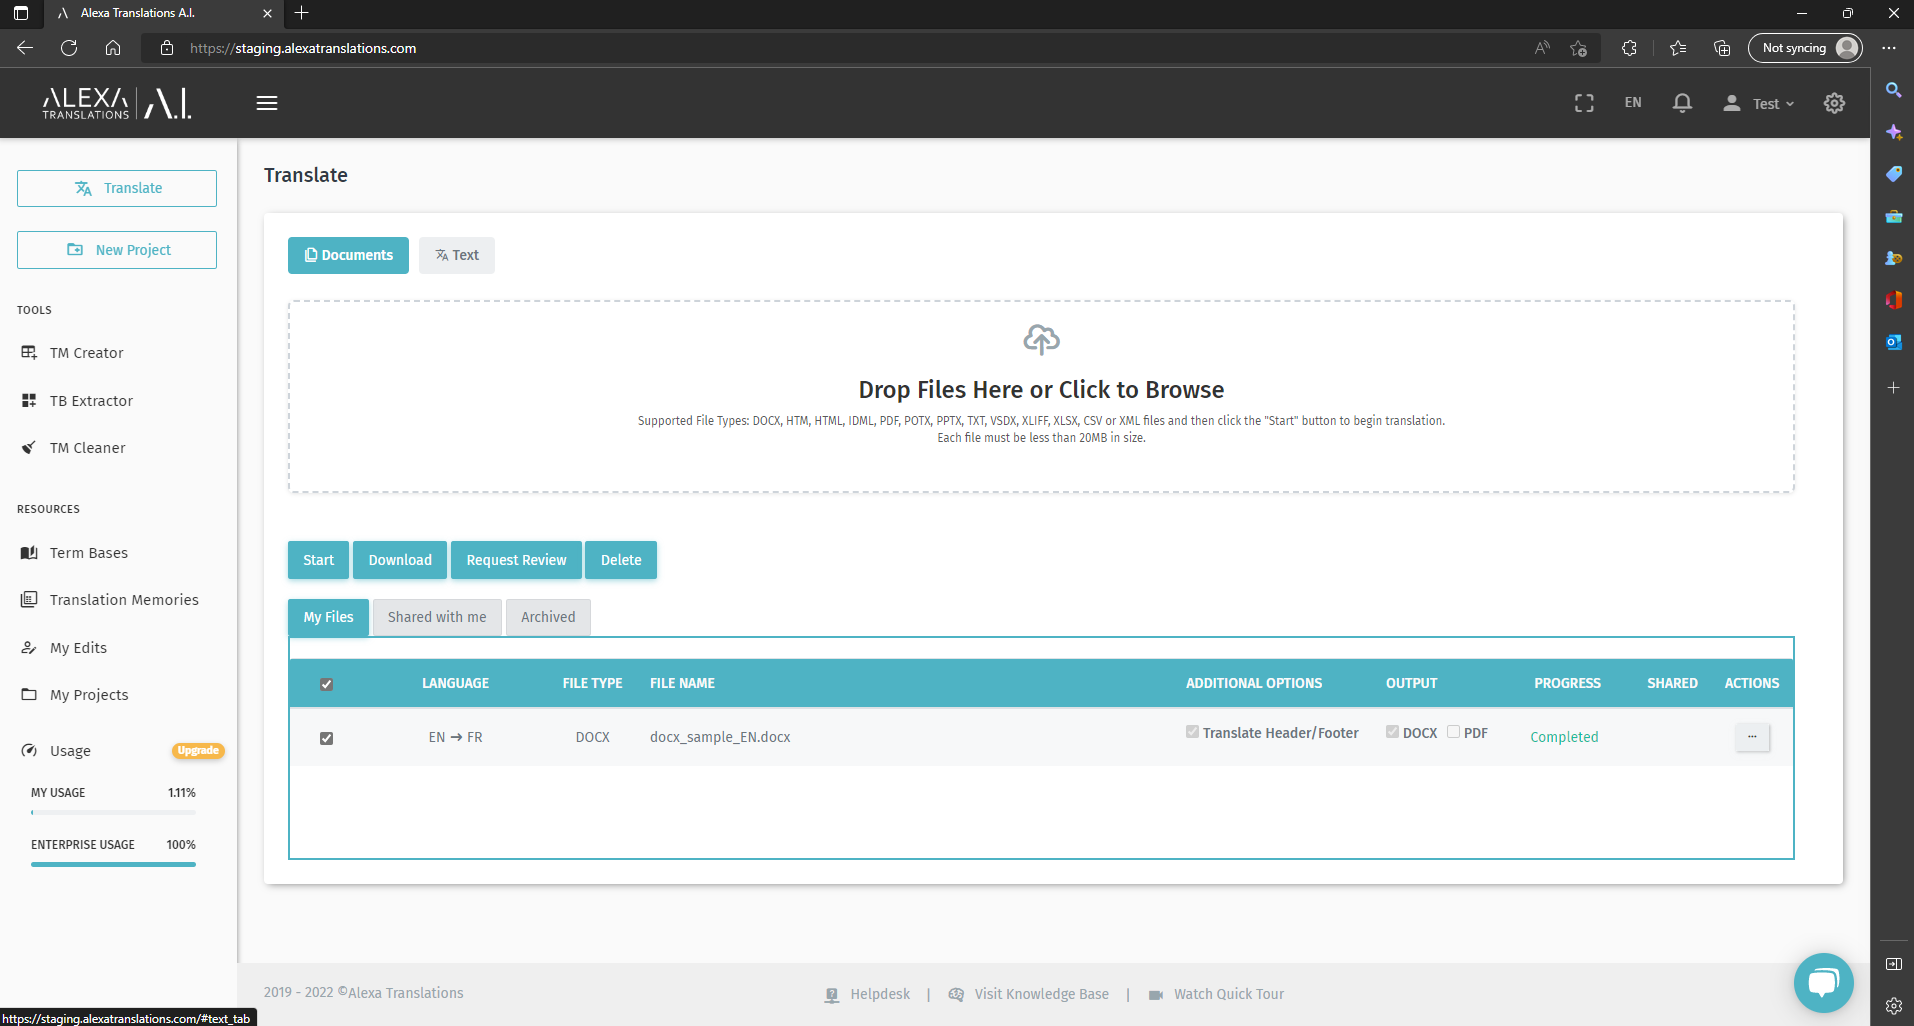 Alexa Translations A.I.
https://staging.alexatranslations.com
Not syncing
ALEXA TRANSLATIONS A.I.
EN
Test
Translate
New Project
TOOLS
TM Creator
TB Extractor
TM Cleaner
RESOURCES
Term Bases
Translation Memories
My Edits
My Projects
Usage
Upgrade
MY USAGE 1.11%
ENTERPRISE USAGE 100%
Translate
Documents
Text
Drop Files Here or Click to Browse
Supported File Types: DOCX, HTM, HTML, IDML, PDF, POTX, PPTX, TXT, VSDX, XLIFF, XLSX, CSV or XML files and then click the "Start" button to begin translation.
Each file must be less than 20MB in size.
Start Download Request Review Delete
My Files Shared with me Archived
LANGUAGE FILE TYPE FILE NAME ADDITIONAL OPTIONS OUTPUT PROGRESS SHARED ACTIONS
EN → FR DOCX docx_sample_EN.docx Translate Header/Footer DOCX PDF Completed ...
2019 - 2022 ©Alexa Translations
Helpdesk | Visit Knowledge Base | Watch Quick Tour
https://staging.alexatranslations.com/#text_tab